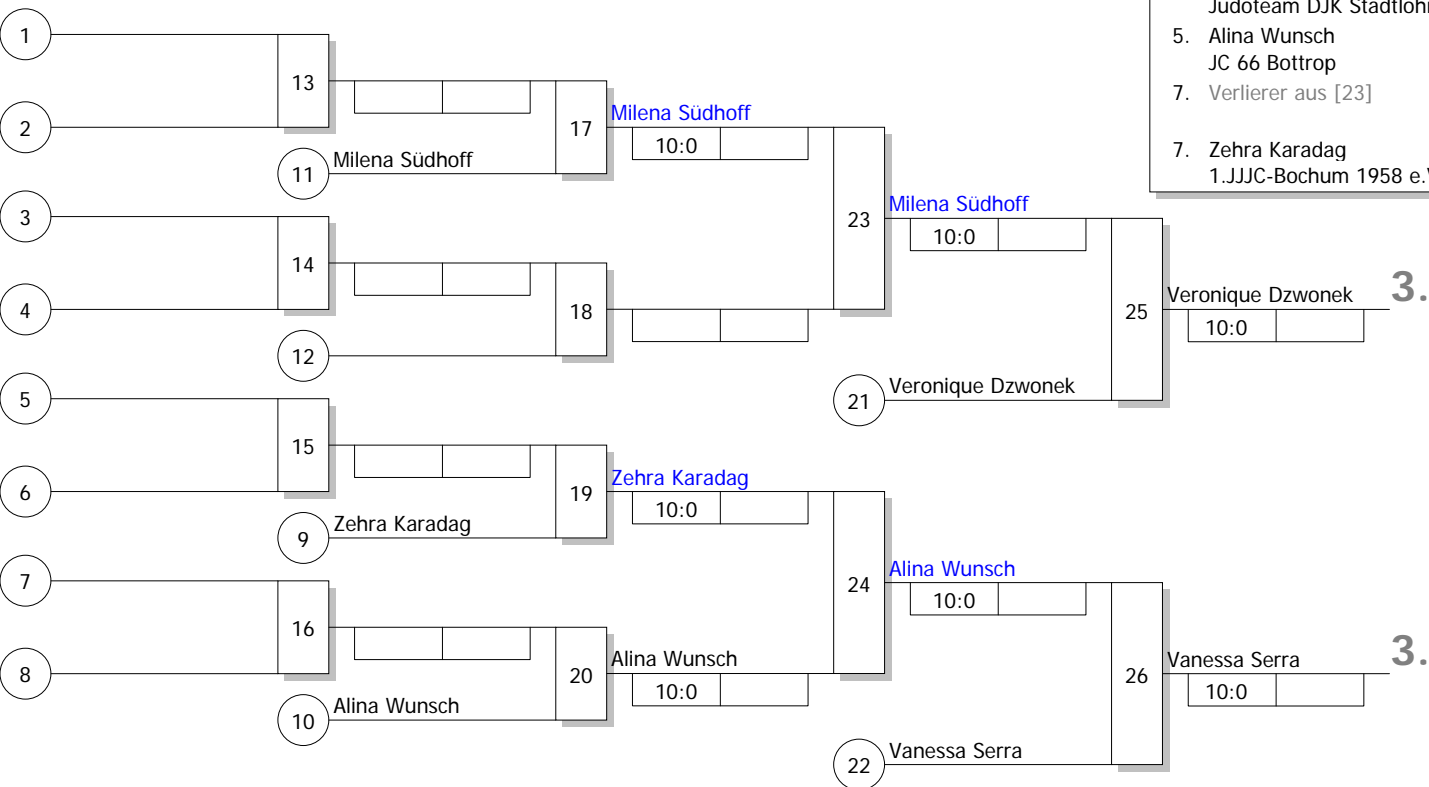 Judoteam DJK Stadtlohn
5. Alina Wunsch
JC 66 Bottrop
7. Verlierer aus [23]
7. Zehra Karadag
1.JJJC-Bochum 1958 e.V
1
13
2
17
Milena Südhoff
10:0
11
Milena Südhoff
3
23
Milena Südhoff
10:0
14
4
18
25
Veronique Dzwonek
3.
10:0
12
5
21
Veronique Dzwonek
15
6
19
Zehra Karadag
10:0
9
Zehra Karadag
7
24
Alina Wunsch
10:0
16
8
20
Alina Wunsch
10:0
26
Vanessa Serra
3.
10:0
10
Alina Wunsch
22
Vanessa Serra